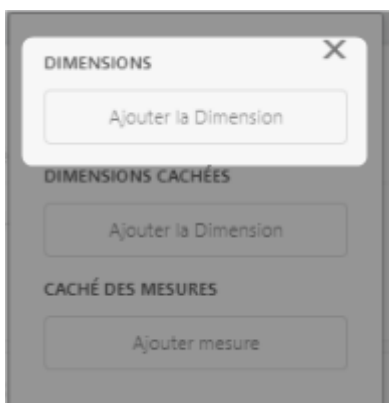 DIMENSIONS
Ajouter la Dimension
DIMENSIONS CACHÉES
Ajouter la Dimension
CACHÉ DES MESURES
Ajouter mesure